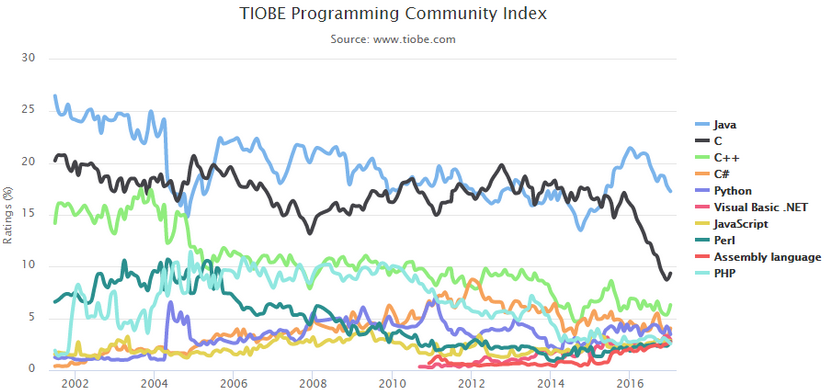 TIOBE Programming Community Index
Source: www.tiobe.com
30
25
20
15
10
5
0
Ratings (%)
2002 2004 2006 2008 2010 2012 2014 2016
Java
C
C++
C#
Python
Visual Basic .NET
JavaScript
Perl
Assembly language
PHP